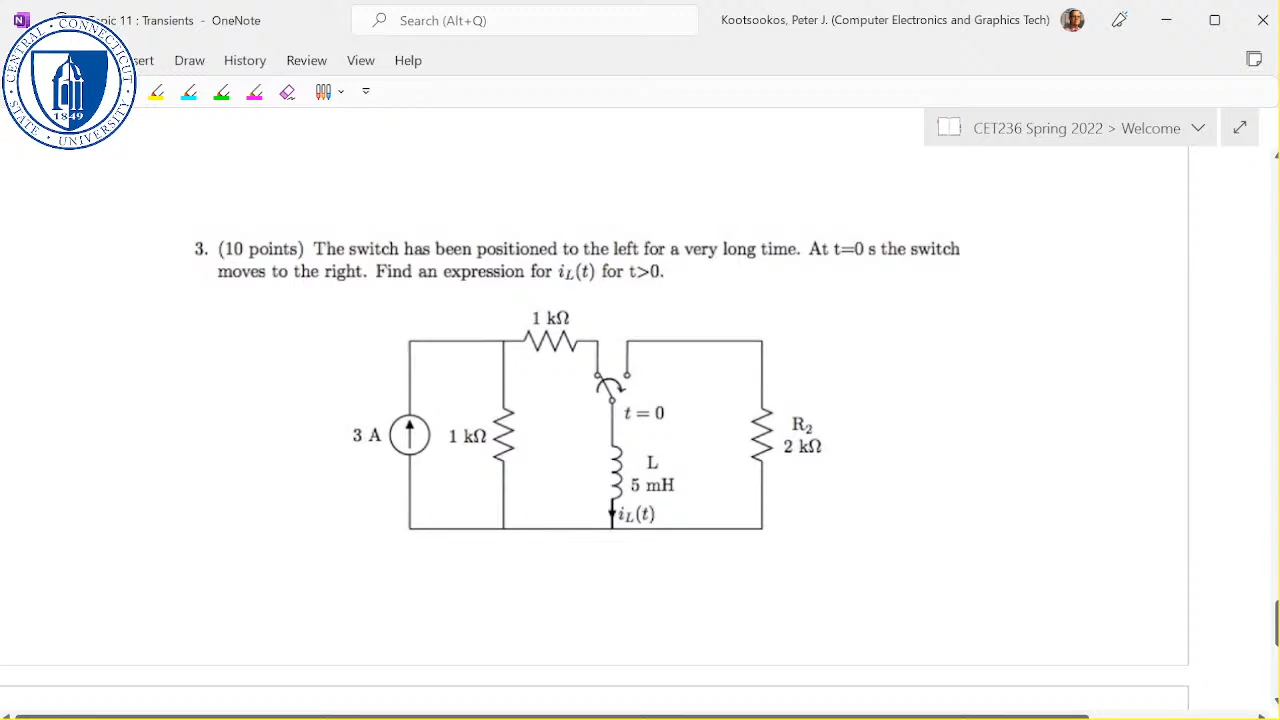 Topic 11 : Transients - OneNote
Search (Alt+Q)
Kootsookos, Peter J. (Computer Electronics and Graphics Tech)
CENTRAL CONNECTICUT
STATE UNIVERSITY
1849
Draw
History
Review
View
Help
CET236 Spring 2022 > Welcome
3. (10 points) The switch has been positioned to the left for a very long time. At t=0 s the switch
moves to the right. Find an expression for iL(t) for t>0.
1 kΩ
3 A
1 kΩ
t = 0
L
5 mH
iL(t)
R2
2 kΩ